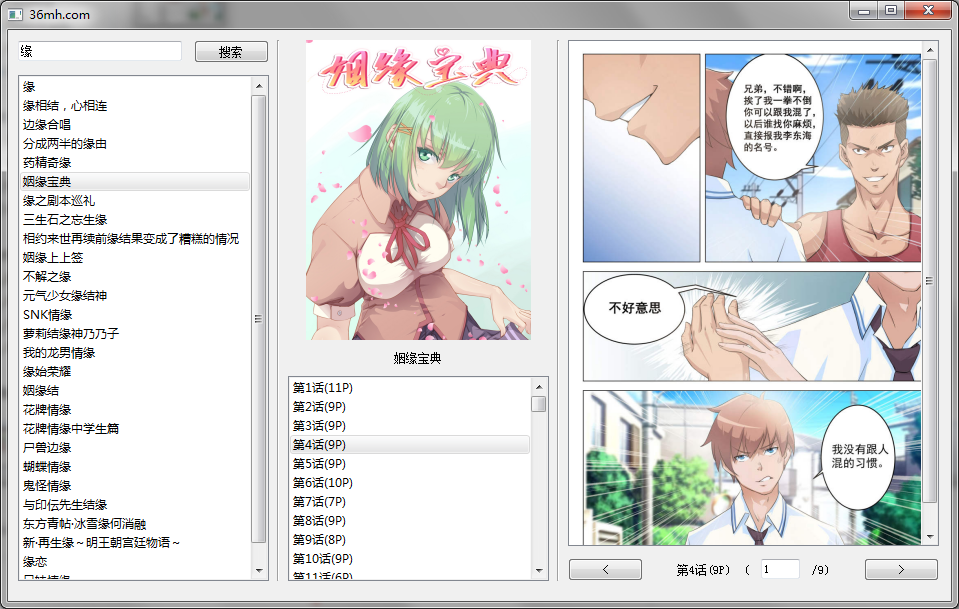 36mh.com
缘
搜索
缘
缘相结，心相连
边缘合唱
分成两半的缘由
药精奇缘
姻缘宝典
缘之剧本巡礼
三生石之忘生缘
相约来世再续前缘结果变成了糟糕的情况
姻缘上上签
不解之缘
元气少女缘结神
SNK情缘
萝莉结缘神乃乃子
我的龙男情缘
缘始荣耀
姻缘结
花牌情缘
花牌情缘中学生篇
尸兽边缘
蝴蝶情缘
鬼怪情缘
与印伝先生结缘
东方青帖·冰雪缘何消融
新·再生缘～明王朝宫廷物语～
缘恋
姻缘宝典
姻缘宝典
第1话(11P)
第2话(9P)
第3话(9P)
第4话(9P)
第5话(9P)
第6话(10P)
第7话(7P)
第8话(9P)
第9话(8P)
第10话(9P)
第11话(6P)
兄弟，不错啊，
挨了我一拳不倒
你可以跟我混了，
以后谁找你麻烦，
直接报我李东海
的名号。
不好意思
我没有跟人
混的习惯。
< 第4话(9P) ( 1 /9) >